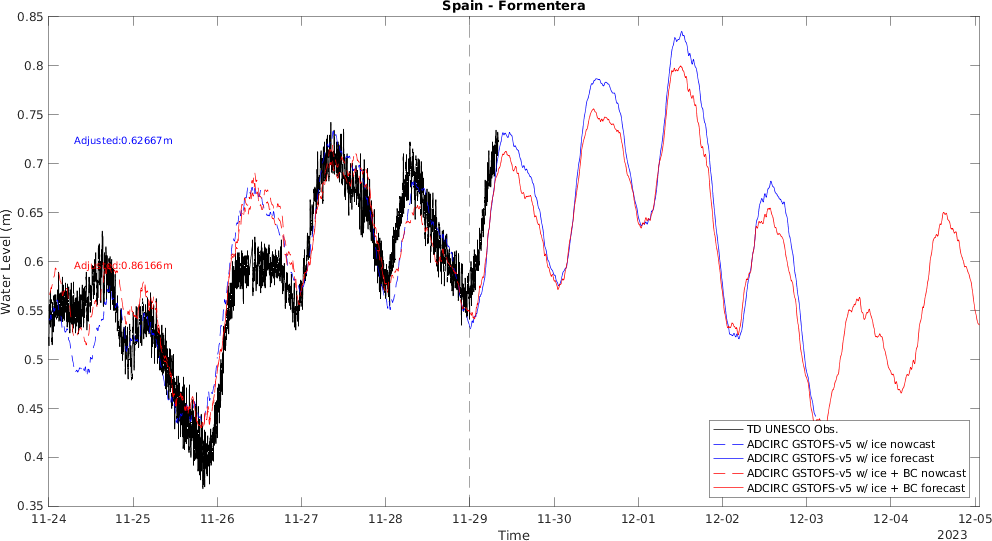 Spain - Formentera
0.85
0.8
0.75
0.7
0.65
0.6
0.55
0.5
0.45
0.4
0.35
Water Level (m)
Adjusted:0.62667m
Adjusted:0.86166m
TD UNESCO Obs.
ADCIRC GSTOFS-v5 w/ ice nowcast
ADCIRC GSTOFS-v5 w/ ice forecast
ADCIRC GSTOFS-v5 w/ ice + BC nowcast
ADCIRC GSTOFS-v5 w/ ice + BC forecast
11-24 11-25 11-26 11-27 11-28 11-29 11-30 12-01 12-02 12-03 12-04 12-05
Time
2023